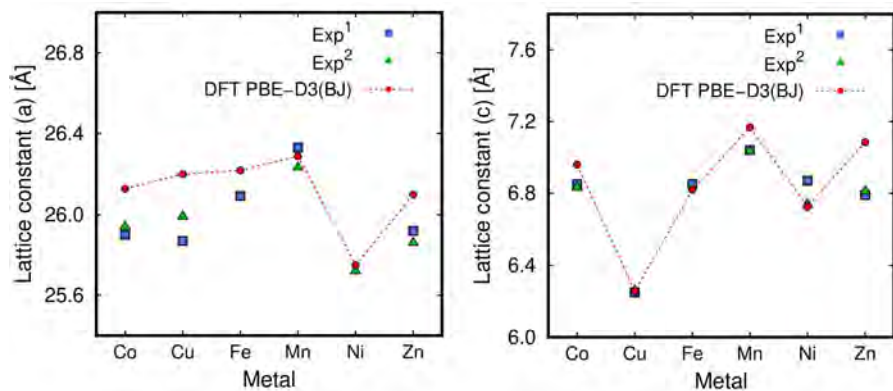 26.8
26.4
26.0
25.6
Lattice constant (a) [Å]
Exp1
Exp2
DFT PBE-D3(BJ)
Co Cu Fe Mn Ni Zn
Metal
7.6
7.2
6.8
6.4
6.0
Lattice constant (c) [Å]
Exp1
Exp2
DFT PBE-D3(BJ)
Co Cu Fe Mn Ni Zn
Metal